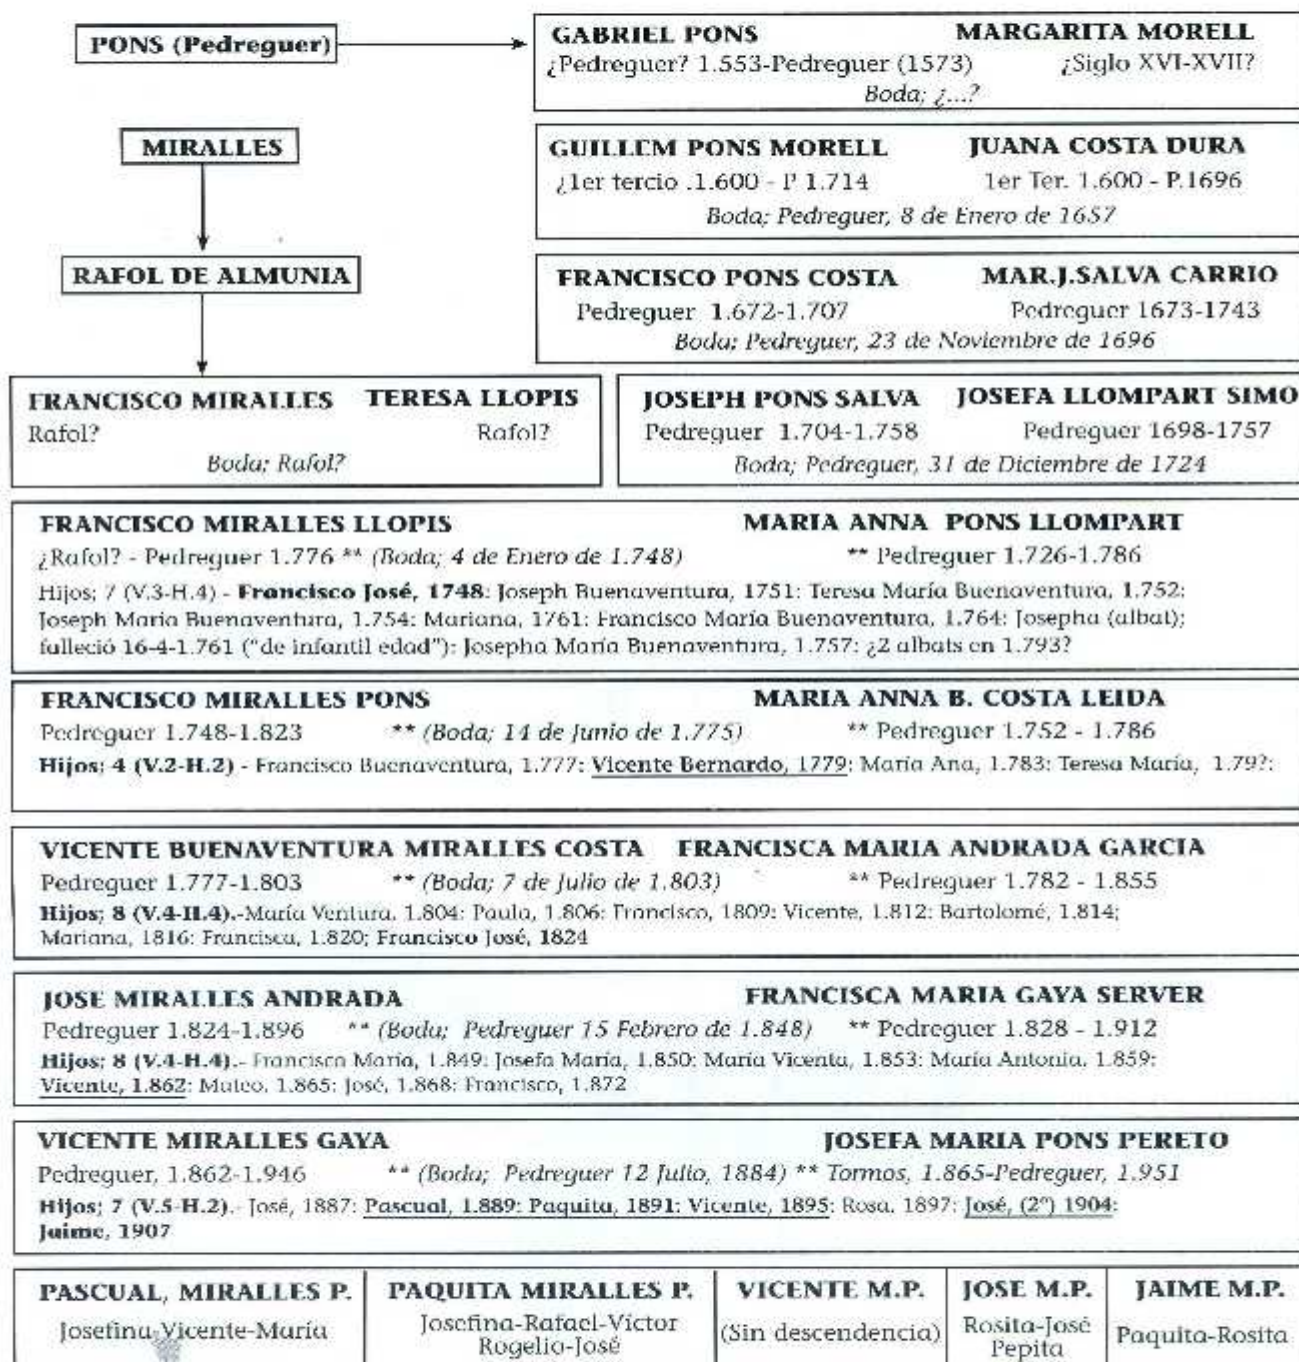 PONS (Pedreguer)
GABRIEL PONS MARGARITA MORELL
¿Pedreguer? 1.553-Pedreguer (1573) ¿Siglo XVI-XVII?
Boda; ¿...?
MIRALLES
GUILLEM PONS MORELL JUANA COSTA DURA
¿1er tercio .1.600 - P 1.714 1er Ter. 1.600 - P.1696
Boda; Pedreguer, 8 de Enero de 1657
RAFOL DE ALMUNIA
FRANCISCO PONS COSTA MAR.J.SALVA CARRIO
Pedreguer 1.672-1.707 Pedreguer 1673-1743
Boda; Pedreguer, 23 de Noviembre de 1696
FRANCISCO MIRALLES TERESA LLOPIS
Rafol? Rafol?
Boda; Rafol?
JOSEPH PONS SALVA JOSEFA LLOMPART SIMO
Pedreguer 1.704-1.758 Pedreguer 1698-1757
Boda; Pedreguer, 31 de Diciembre de 1724
FRANCISCO MIRALLES LLOPIS MARIA ANNA PONS LLOMPART
¿Rafol? - Pedreguer 1.776 ** (Boda; 4 de Enero de 1.748) ** Pedreguer 1.726-1.786
Hijos; 7 (V.3-H.4) - Francisco José, 1748: Joseph Buenaventura, 1751: Teresa María Buenaventura, 1.752:
Joseph Maria Buenaventura, 1.754: Mariana, 1761: Francisco María Buenaventura, 1.764: Josepha (albat);
falleció 16-4-1.761 ("de infantil edad"): Josepha María Buenaventura, 1.757: ¿2 albats en 1.793?
FRANCISCO MIRALLES PONS MARIA ANNA B. COSTA LEIDA
Pedreguer 1.748-1.823 ** (Boda; 14 de Junio de 1.775) ** Pedreguer 1.752 - 1.786
Hijos; 4 (V.2-H.2) - Francisco Buenaventura, 1.777: Vicente Bernardo, 1779: María Ana, 1.783: Teresa María, 1.79?:
VICENTE BUENAVENTURA MIRALLES COSTA FRANCISCA MARIA ANDRADA GARCIA
Pedreguer 1.777-1.803 ** (Boda; 7 de Julio de 1.803) ** Pedreguer 1.782 - 1.855
Hijos; 8 (V.4-H.4).-María Ventura, 1.804: Paula, 1.806: Francisco, 1809: Vicente, 1.812: Bartolomé, 1.814;
Mariana, 1816: Francisca, 1.820; Francisco José, 1824
JOSE MIRALLES ANDRADA FRANCISCA MARIA GAYA SERVER
Pedreguer 1.824-1.896 ** (Boda; Pedreguer 15 Febrero de 1.848) ** Pedreguer 1.828 - 1.912
Hijos; 8 (V.4-H.4).- Francisco María, 1.849: Josefa María, 1.850: María Vicenta, 1.853: María Antonia, 1.859:
Vicente, 1.862: Mateo, 1.865: José, 1.868: Francisco, 1.872
VICENTE MIRALLES GAYA JOSEFA MARIA PONS PERETO
Pedreguer, 1.862-1.946 ** (Boda; Pedreguer 12 Julio, 1884) ** Tormos, 1.865-Pedreguer, 1.951
Hijos; 7 (V.5-H.2).- José, 1887: Pascual, 1.889: Paquita, 1891: Vicente, 1895: Rosa, 1897: José, (2º) 1904:
Jaime, 1907
PASCUAL, MIRALLES P. PAQUITA MIRALLES P. VICENTE M.P. JOSE M.P. JAIME M.P.
Josefina-Vicente-María Josefina-Rafael-Víctor (Sin descendencia) Rosita-José Paquita-Rosita
Rogelio-José Pepita